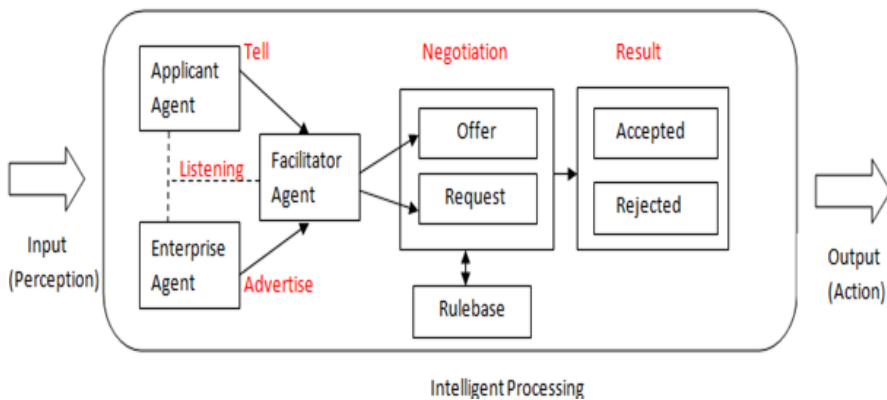 Tell
Negotiation
Result
Applicant
Agent
Offer
Accepted
Facilitator
Agent
Listening
Request
Rejected
Input
(Perception)
Enterprise
Agent
Advertise
Rulebase
Output
(Action)
Intelligent Processing